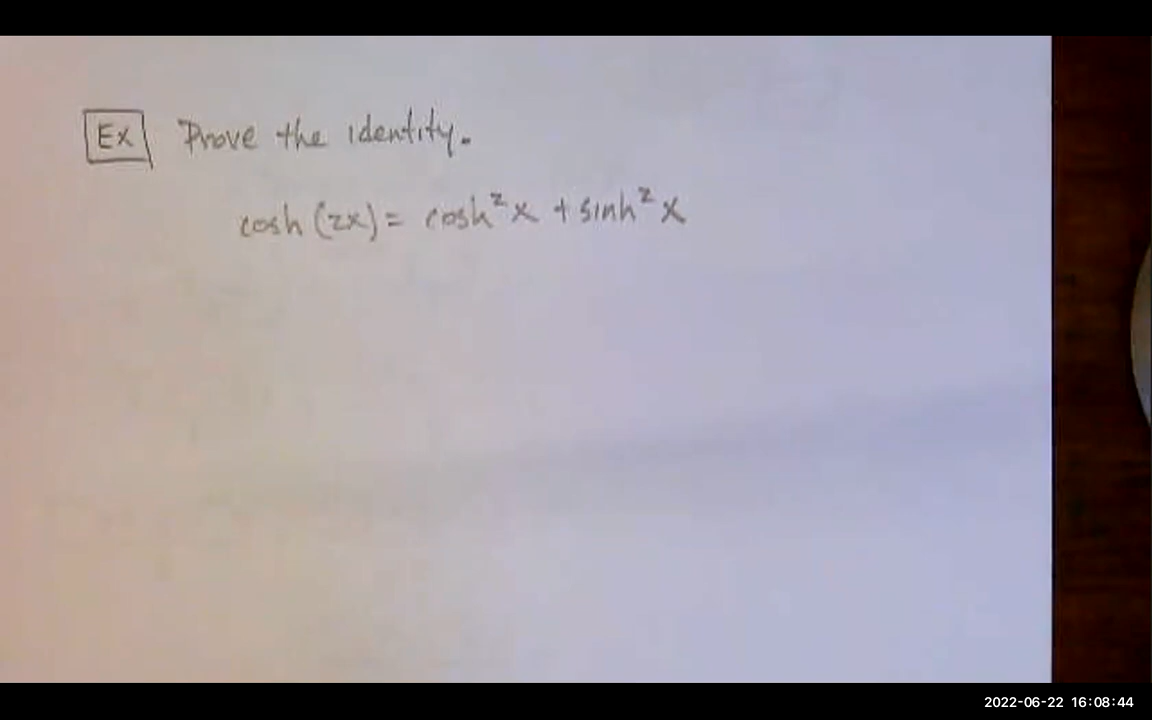 Ex Prove the identity.
cosh (2x) = cosh²x + sinh²x
2022-06-22 16:08:44